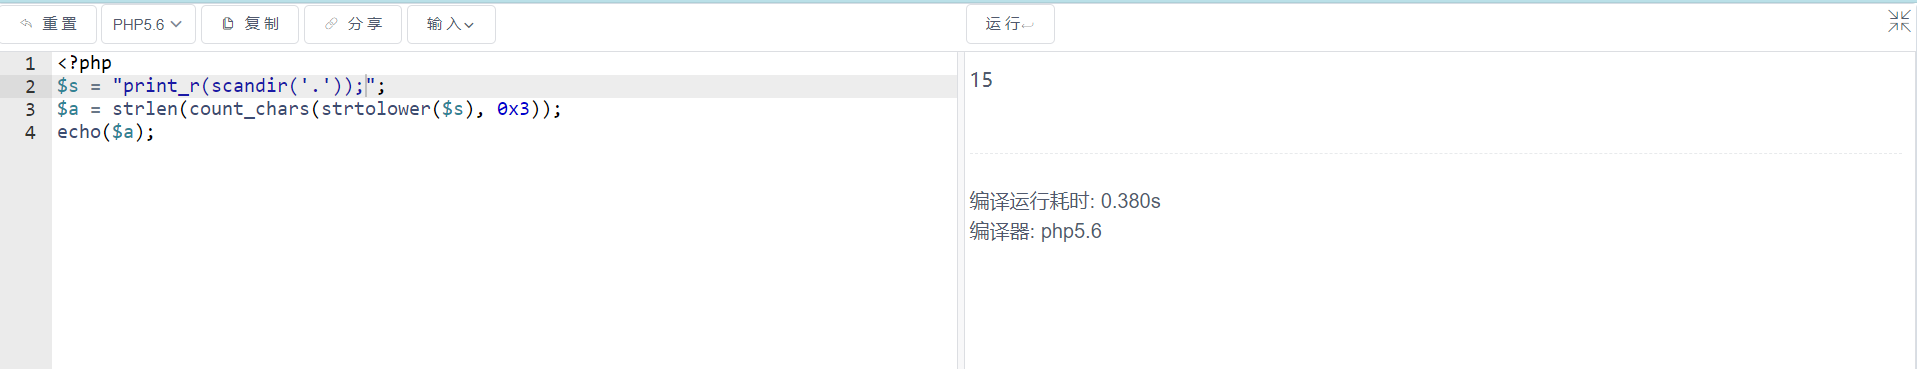 重置 PHP5.6 复制 分享 输入 运行
1 <?php
2 $s = "print_r(scandir('.'));";
3 $a = strlen(count_chars(strtolower($s), 0x3));
4 echo($a);
15
编译运行耗时: 0.380s
编译器: php5.6